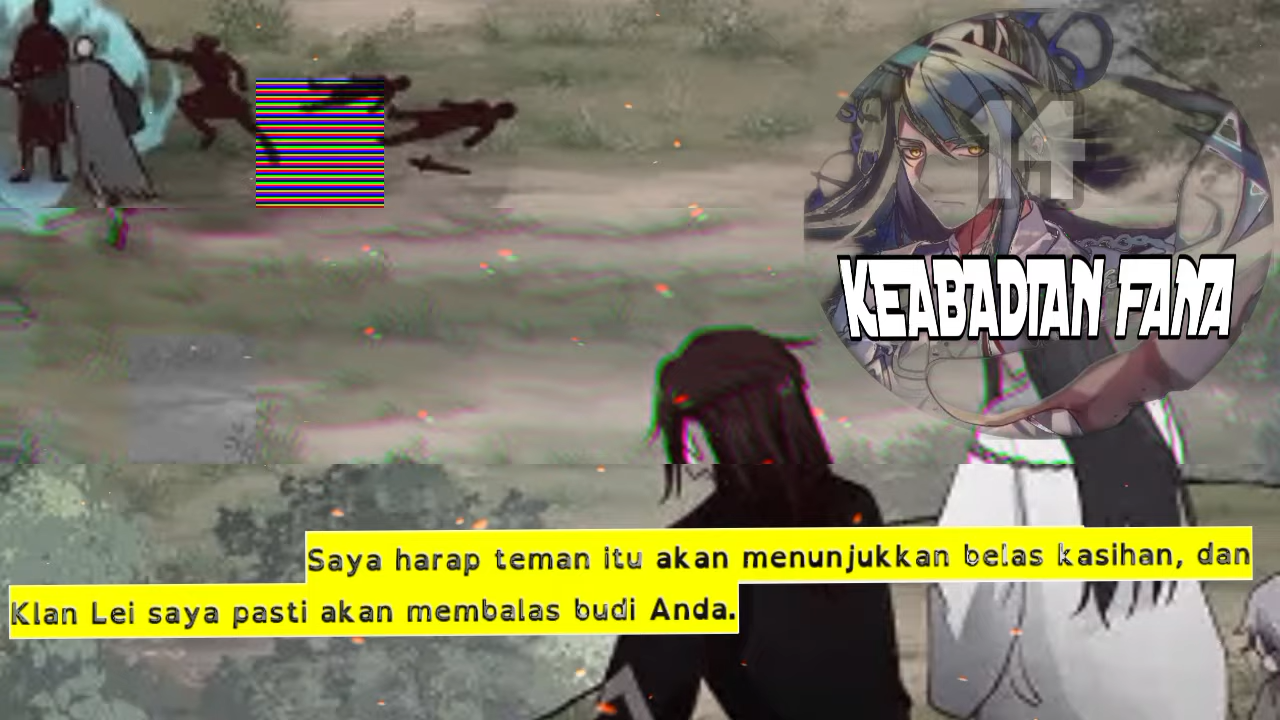 14
KEABADIAN FANA
Saya harap teman itu akan menunjukkan belas kasihan, dan
Klan Lei saya pasti akan membalas budi Anda.